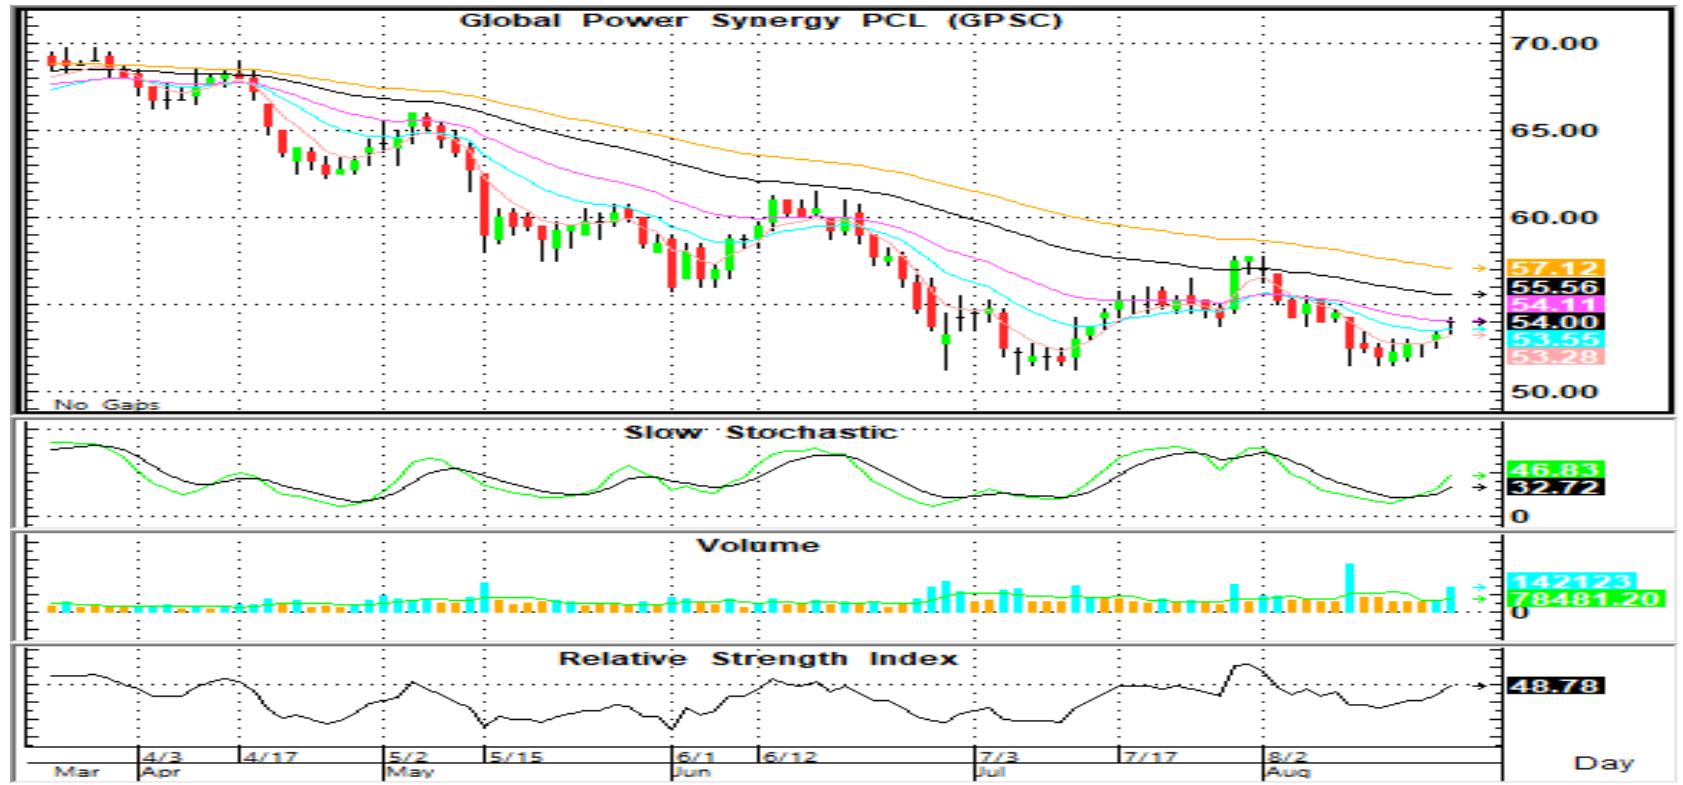 Global Power Synergy PCL (GPSC)
70.00
65.00
60.00
57.12
55.56
54.11
54.00
53.55
53.28
50.00
No Gaps
Slow Stochastic
46.83
32.72
0
Volume
142123
78481.20
0
Relative Strength Index
48.78
4/3 4/17 5/2 5/15 6/1 6/12 7/3 7/17 8/2
Mar Apr May Jun Jul Aug
Day